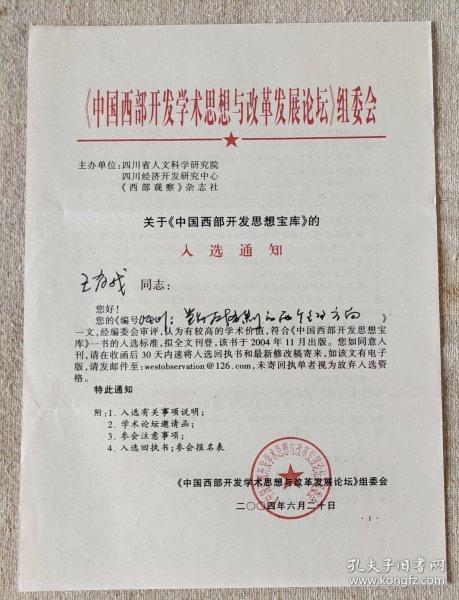 《中国西部开发学术思想与改革发展论坛》组委会
主办单位:四川省人文科学研究院
四川经济开发研究中心
《西部观察》杂志社
关于《中国西部开发思想宝库》的
入选通知
同志:
您好!
您的《编号
》
一文,经编委会审评,认为有较高的学术价值,符合《中国西部开发思想宝
库》一书的入选标准,拟全文刊登,该书于2004年11月出版。您如同意入
刊,请在收函后30天内速将入选回执书和最新修改稿寄来,如该文有电子
版,请发邮件至:westobservation@126.com,未寄回执单者视为放弃入选资
格。
特此通知
附:1.入选有关事项说明;
2.学术论坛邀请函;
3.参会注意事项;
4.入选回执书;参会报名表
《中国西部开发学术思想与改革发展论坛》组委会
二〇〇四年六月二十日
·1·
孔夫子旧书网
www.kongfz.com